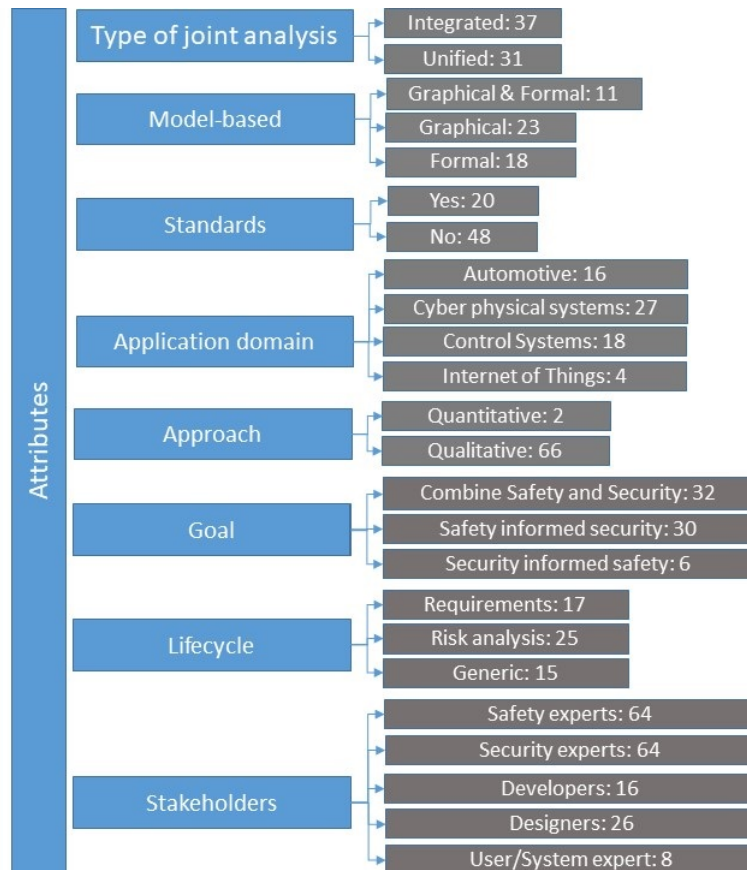 Attributes
Type of joint analysis
Integrated: 37
Unified: 31
Model-based
Graphical & Formal: 11
Graphical: 23
Formal: 18
Standards
Yes: 20
No: 48
Application domain
Automotive: 16
Cyber physical systems: 27
Control Systems: 18
Internet of Things: 4
Approach
Quantitative: 2
Qualitative: 66
Goal
Combine Safety and Security: 32
Safety informed security: 30
Security informed safety: 6
Lifecycle
Requirements: 17
Risk analysis: 25
Generic: 15
Stakeholders
Safety experts: 64
Security experts: 64
Developers: 16
Designers: 26
User/System expert: 8